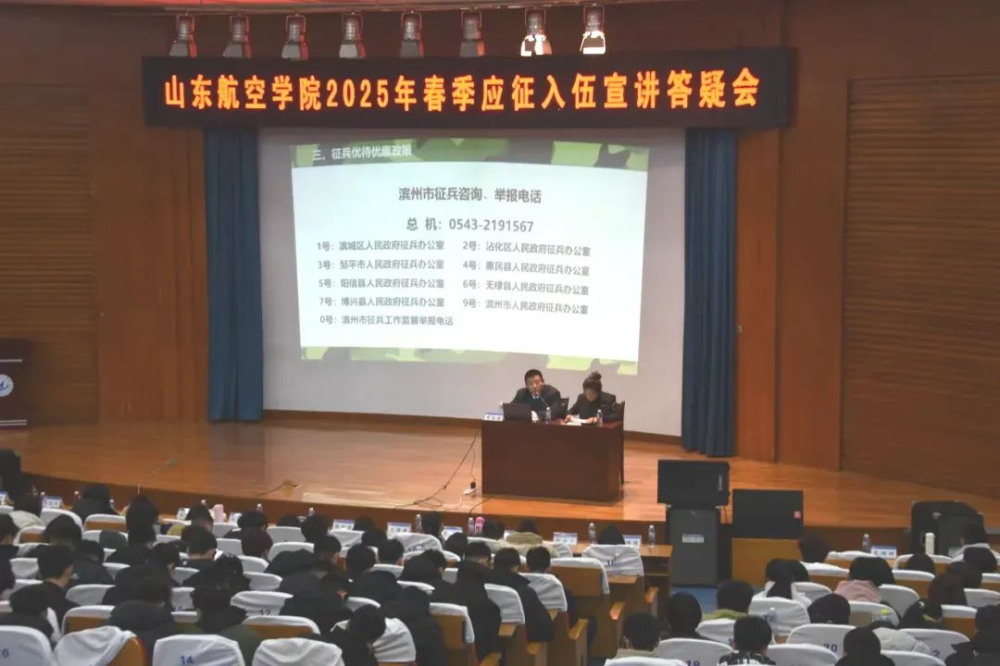 山东航空学院2025年春季应征入伍宣讲答疑会
三、征兵优待优惠政策
滨州市征兵咨询、举报电话
总 机：0543-2191567
1号：滨城区人民政府征兵办公室 2号：沾化区人民政府征兵办公室
3号：邹平市人民政府征兵办公室 4号：惠民县人民政府征兵办公室
5号：阳信县人民政府征兵办公室 6号：无棣县人民政府征兵办公室
7号：博兴县人民政府征兵办公室 9号：滨州市人民政府征兵办公室
0号：滨州市征兵工作监督举报电话
12
11
16
14
18
20